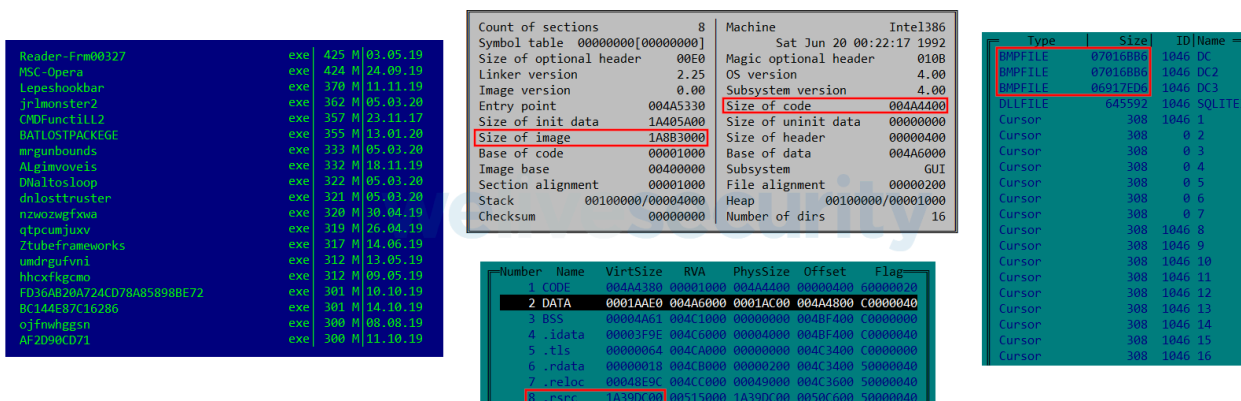 Reader-Frm00327 exe 425 M 03.05.19
MSC-Opera exe 424 M 24.09.19
Lepeshookbar exe 370 M 11.11.19
jrlmonster2 exe 362 M 05.03.20
CMDFunctiLL2 exe 357 M 23.11.17
BATLOSTPACKEGE exe 355 M 13.01.20
mrgunbounds exe 333 M 05.03.20
ALgimvoveis exe 332 M 18.11.19
DNaltosloop exe 322 M 05.03.20
dnlosttruster exe 321 M 05.03.20
nzwozwgfxwa exe 320 M 30.04.19
qtpcumjuxv exe 319 M 26.04.19
Ztubeframeworks exe 317 M 14.06.19
umdrgufvni exe 312 M 13.05.19
hhcxfkgcmo exe 312 M 09.05.19
FD36AB20A724CD78A85898BE72 exe 301 M 10.10.19
BC144E87C16286 exe 301 M 14.10.19
ojfnwhggsn exe 300 M 08.08.19
AF2D90CD71 exe 300 M 11.10.19
Count of sections 8 Machine Intel386
Symbol table 00000000[00000000] Sat Jun 20 00:22:17 1992
Size of optional header 00E0 Magic optional header 010B
Linker version 2.25 OS version 4.00
Image version 0.00 Subsystem version 4.00
Entry point 004A5330 Size of code 004A4400
Size of init data 1A405A00 Size of uninit data 00000000
Size of image 1A8B3000 Size of header 00000400
Base of code 00001000 Base of data 004A6000
Image base 00400000 Subsystem GUI
Section alignment 00001000 File alignment 00000200
Stack 00100000/00004000 Heap 00100000/00001000
Checksum 00000000 Number of dirs 16
Number Name VirtSize RVA PhysSize Offset Flag
1 CODE 004A4380 00001000 004A4400 00000400 60000020
2 DATA 0001AAE0 004A6000 0001AC00 004A4800 C0000040
3 BSS 00004A61 004C1000 00000000 004BF400 C0000000
4 .idata 00003F9E 004C6000 00004000 004BF400 C0000040
5 .tls 00000064 004CA000 00000000 004C3400 C0000000
6 .rdata 00000018 004CB000 00000200 004C3400 50000040
7 .reloc 00048E9C 004CC000 00049000 004C3600 50000040
8 .rsrc 1A39DC00 00515000 1A39DC00 0050C600 50000040
Type Size ID Name
BMPFILE 07016BB6 1046 DC
BMPFILE 07016BB6 1046 DC2
BMPFILE 06917ED6 1046 DC3
DLLFILE 645592 1046 SQLITE
Cursor 308 1046 1
Cursor 308 0 2
Cursor 308 0 3
Cursor 308 0 4
Cursor 308 0 5
Cursor 308 0 6
Cursor 308 0 7
Cursor 308 1046 8
Cursor 308 1046 9
Cursor 308 1046 10
Cursor 308 1046 11
Cursor 308 1046 12
Cursor 308 1046 13
Cursor 308 1046 14
Cursor 308 1046 15
Cursor 308 1046 16